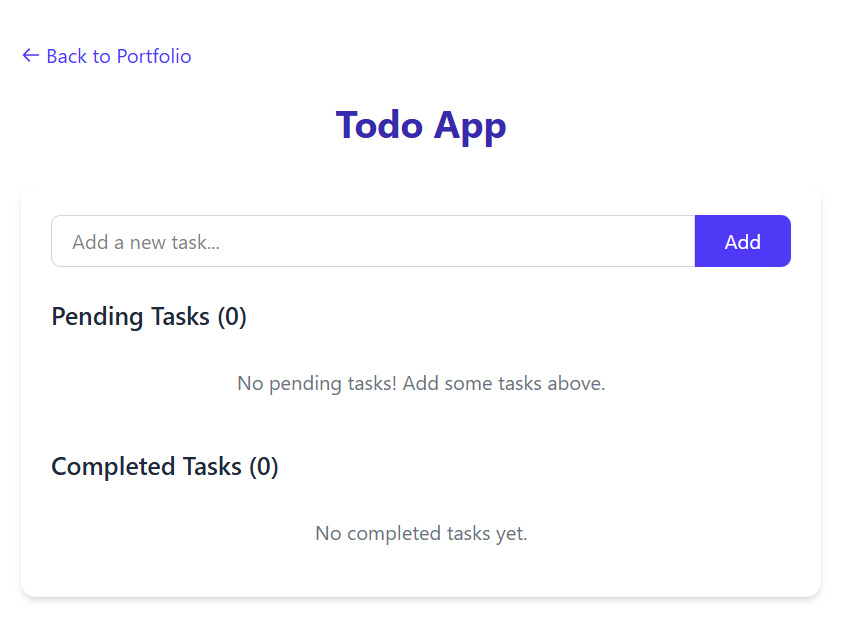 ← Back to Portfolio
Todo App
Add a new task...
Add
Pending Tasks (0)
No pending tasks! Add some tasks above.
Completed Tasks (0)
No completed tasks yet.